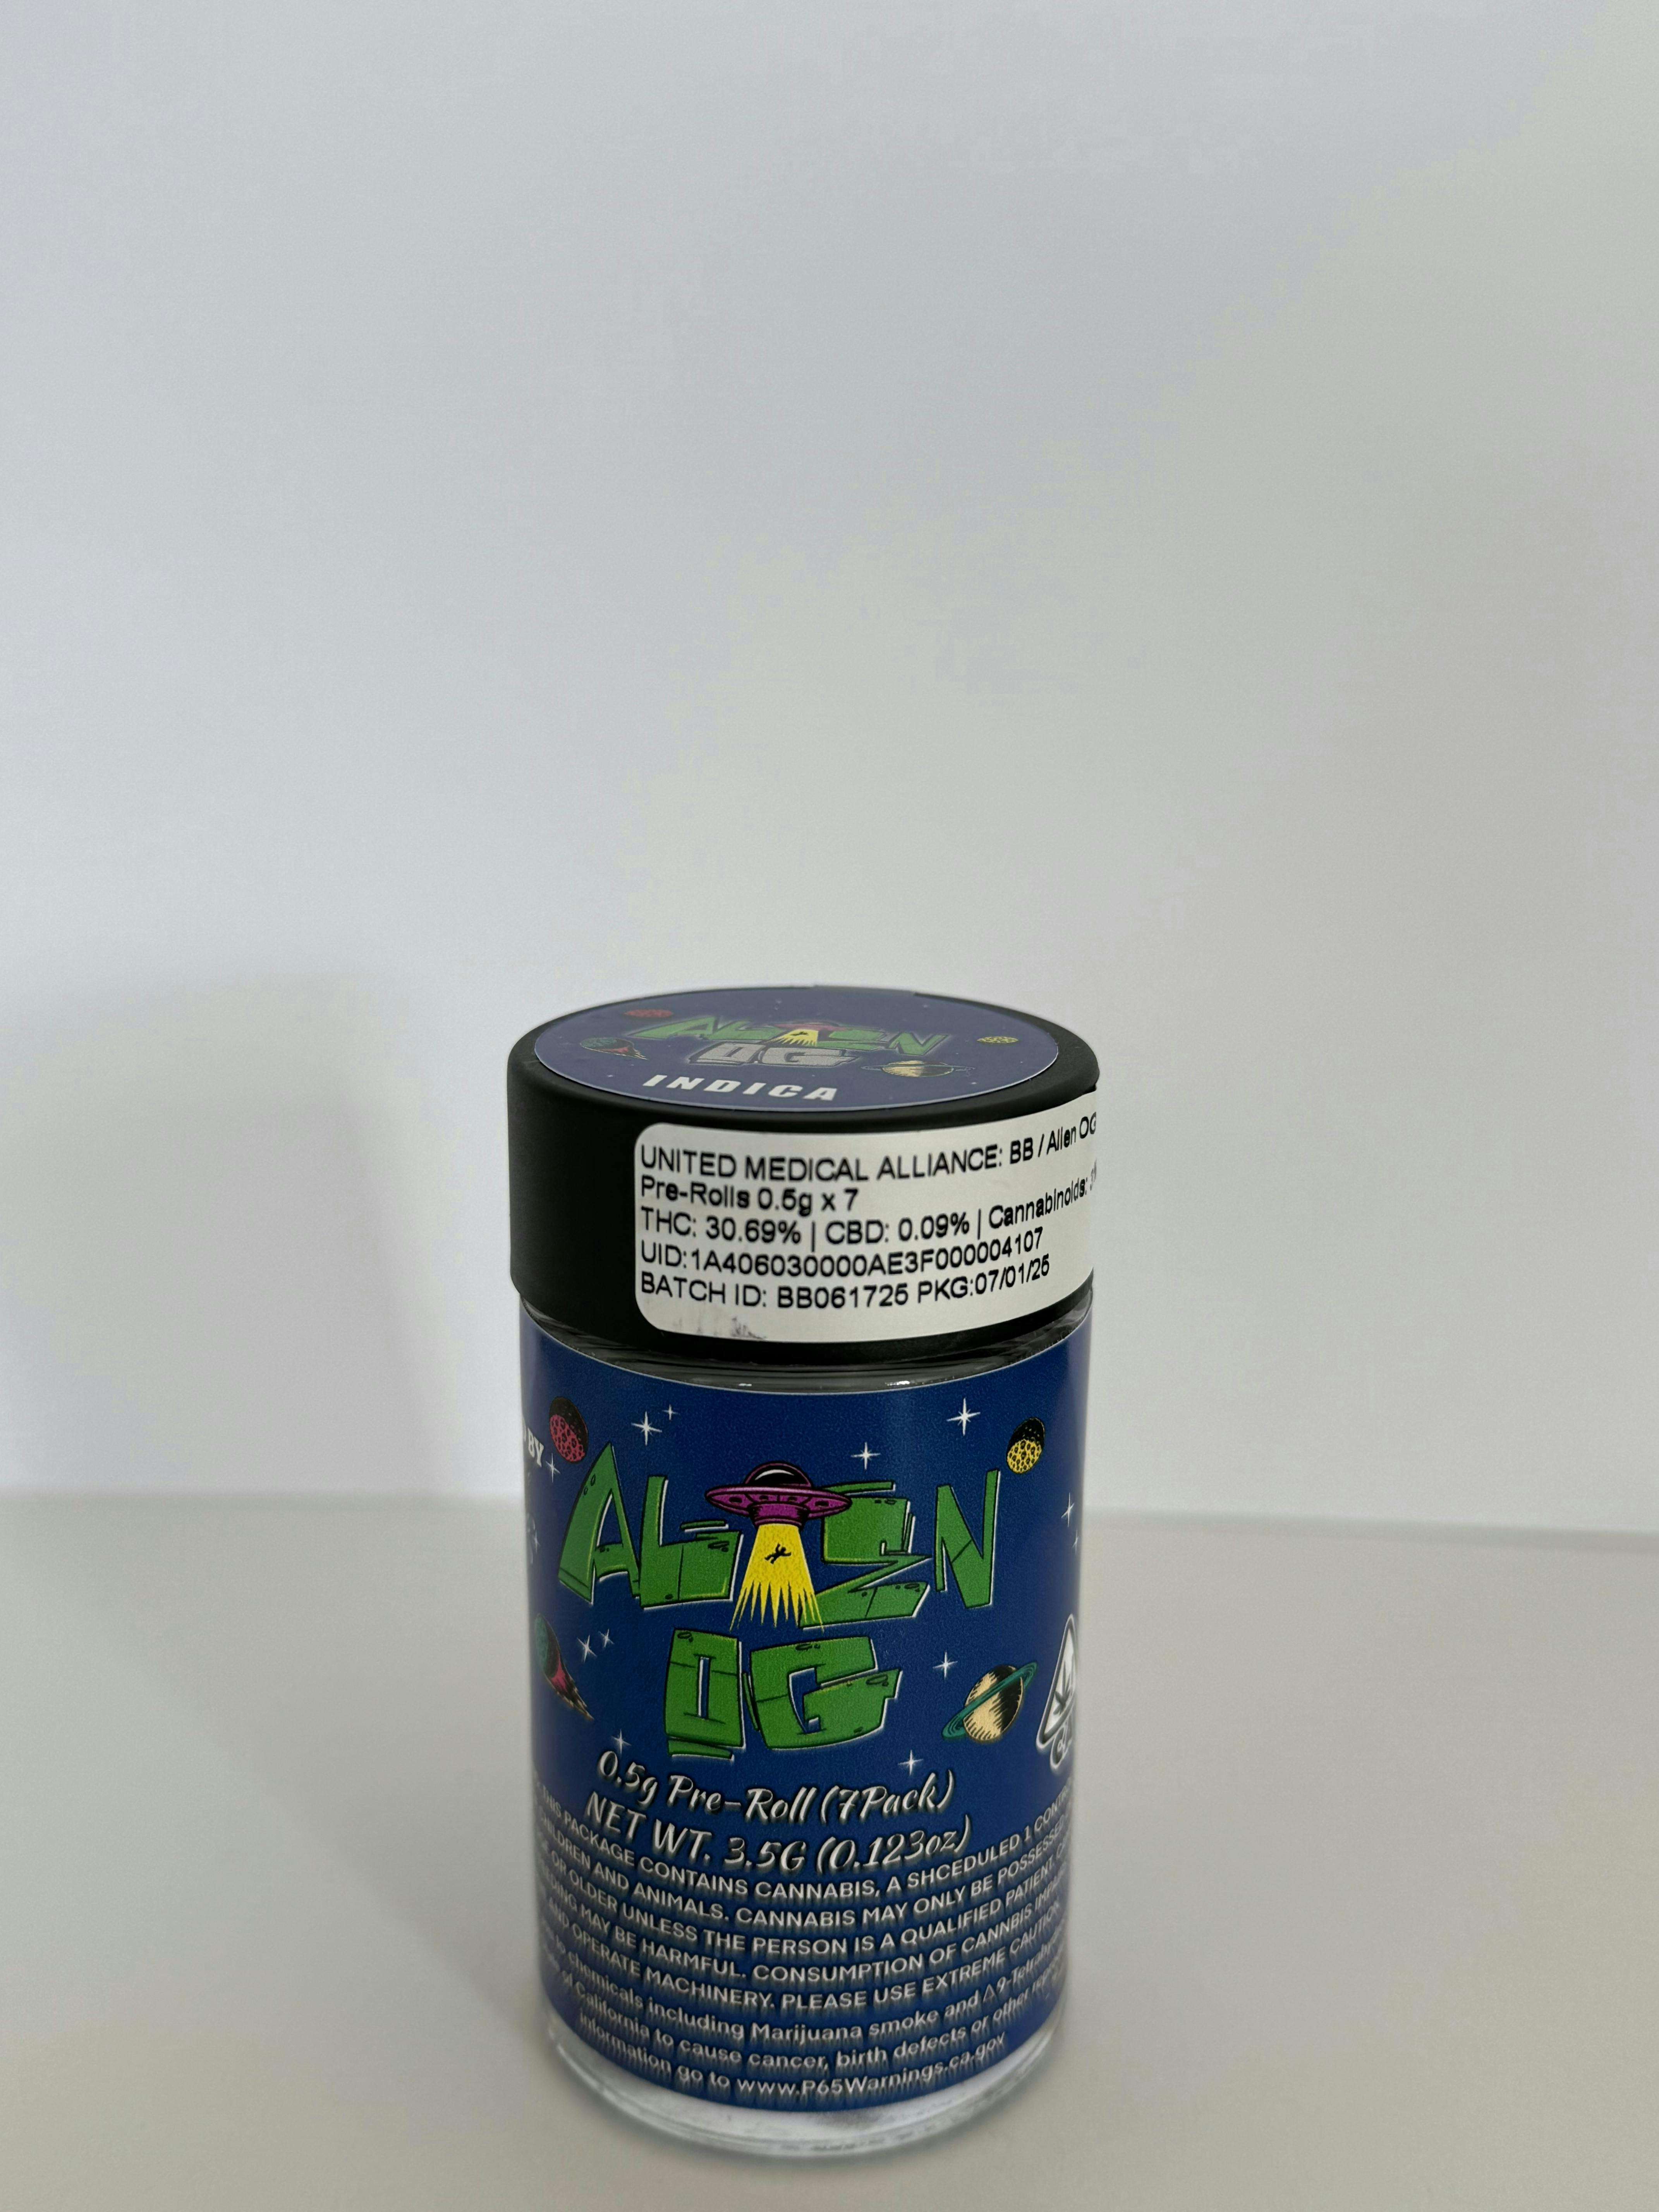 ALIEN
OG
INDICA
UNITED MEDICAL ALLIANCE: BB / Alien OG
Pre-Rolls 0.5g x 7
THC: 30.69% | CBD: 0.09% | Cannabinoids:
UID:1A406030000AE3F000004107
BATCH ID: BB061725 PKG:07/01/25
BY
ALIEN
OG
0.5g Pre-Roll (7Pack)
NET WT. 3.5G (0.123oz)
THIS PACKAGE CONTAINS CANNABIS, A SHCEDULED 1
CHILDREN AND ANIMALS. CANNABIS MAY ONLY BE POSSESSED
OR OLDER UNLESS THE PERSON IS A QUALIFIED PATIENT.
MAY BE HARMFUL. CONSUMPTION OF CANNBIS
AND OPERATE MACHINERY. PLEASE USE EXTREME CAUTION.
chemicals including Marijuana smoke and Δ9-
of California to cause cancer, birth defects or other
information go to www.P65Warnings.ca.gov